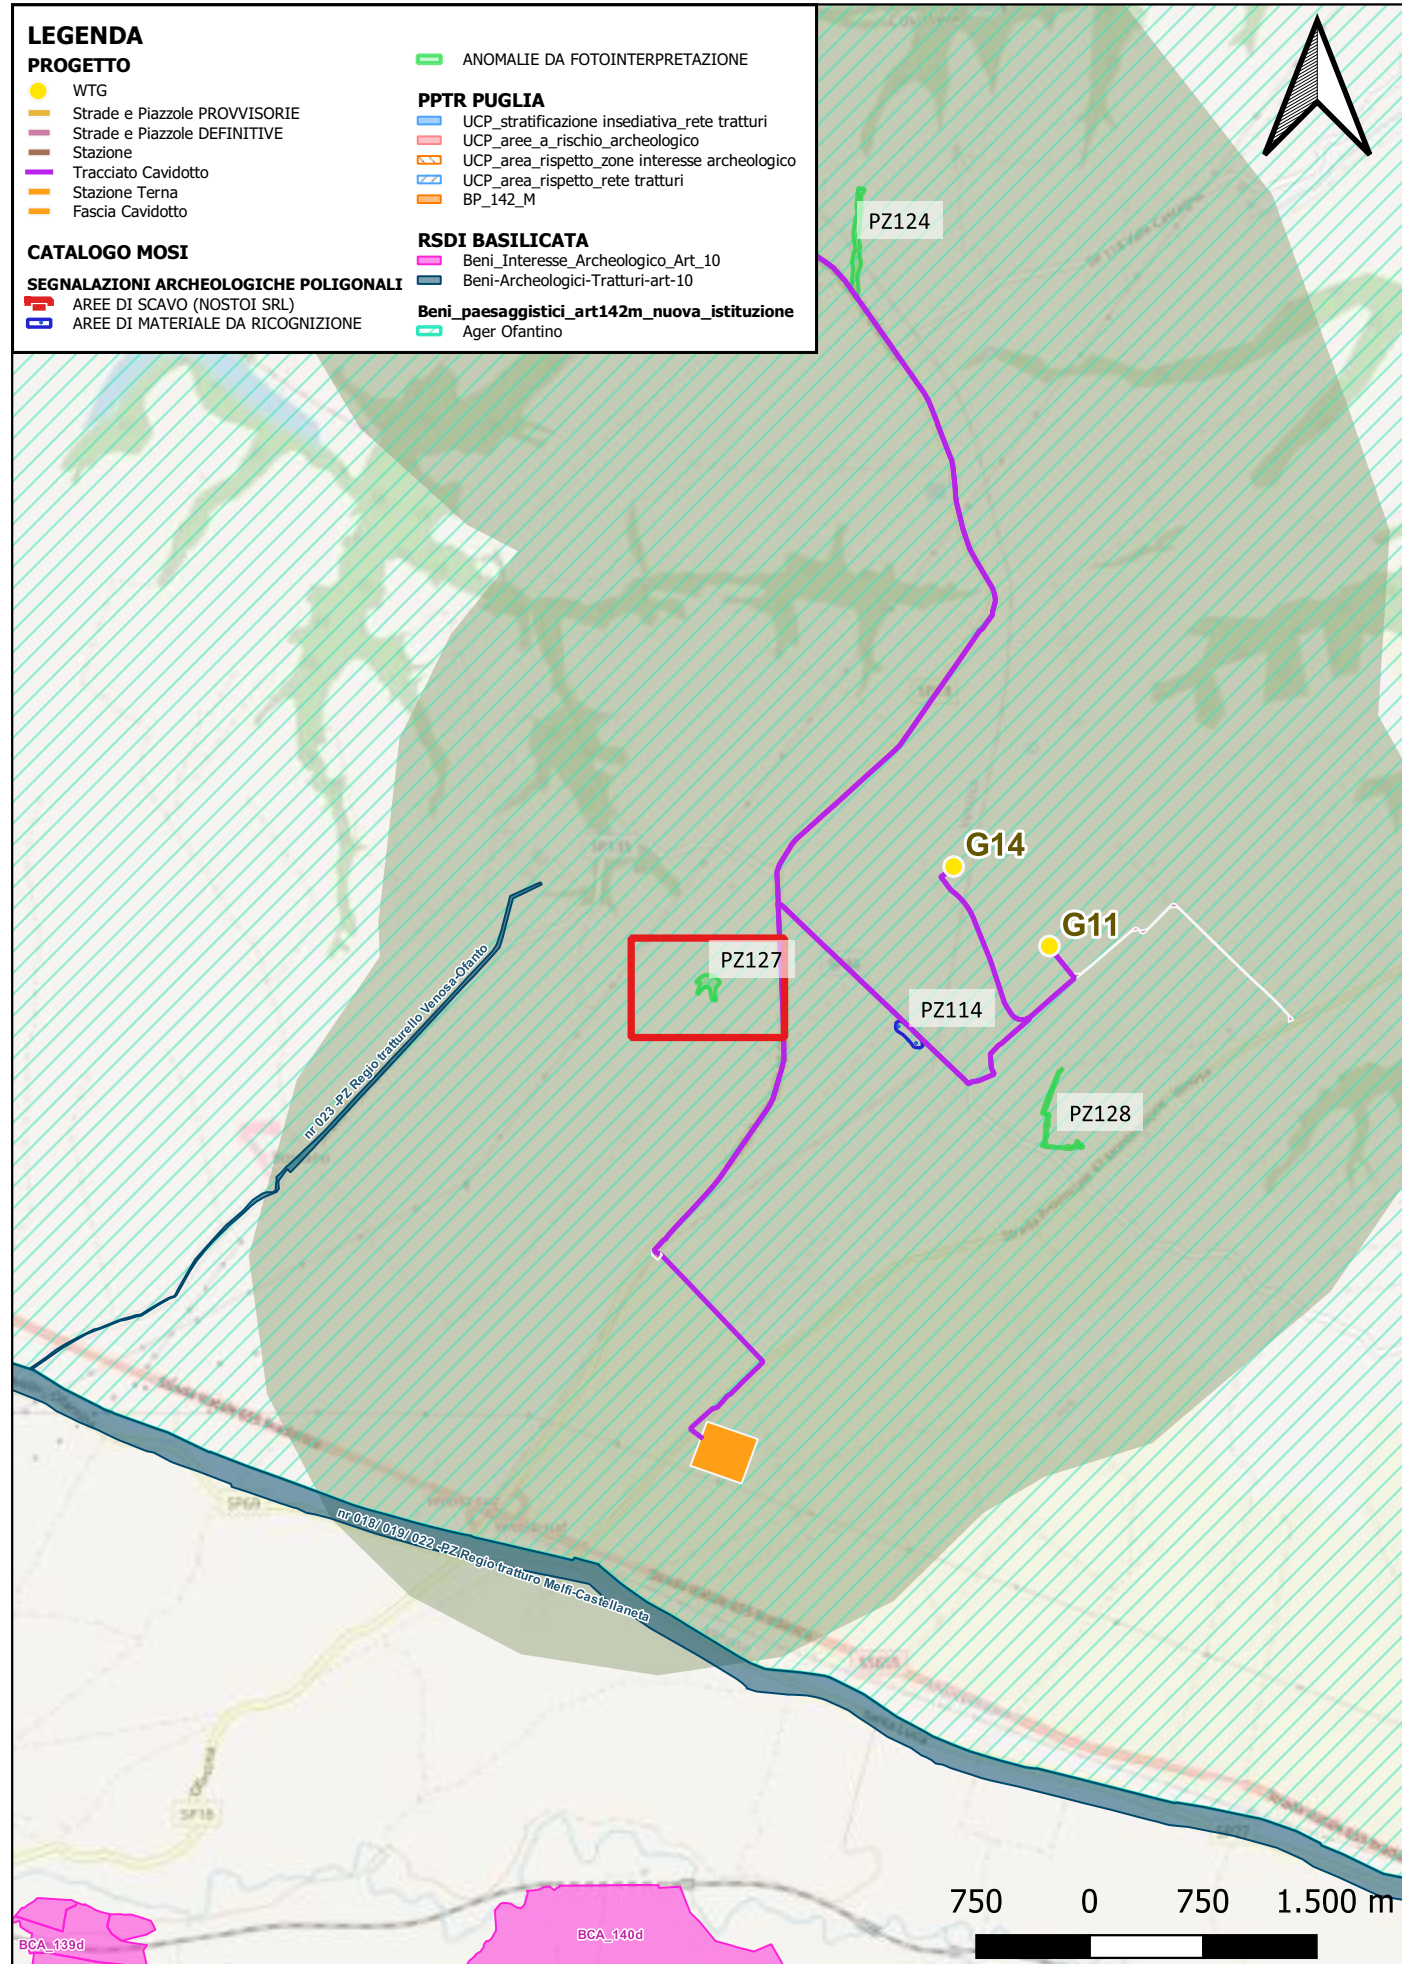 LEGENDA
PROGETTO
WTG
Strade e Piazzole PROVVISORIE
Strade e Piazzole DEFINITIVE
Stazione
Tracciato Cavidotto
Stazione Terna
Fascia Cavidotto
CATALOGO MOSI
SEGNALAZIONI ARCHEOLOGICHE POLIGONALI
AREE DI SCAVO (NOSTOI SRL)
AREE DI MATERIALE DA RICOGNIZIONE
ANOMALIE DA FOTOINTERPRETAZIONE
PPTR PUGLIA
UCP_stratificazione insediativa_rete tratturi
UCP_aree_a_rischio_archeologico
UCP_area_rispetto_zone interesse archeologico
UCP_area_rispetto_rete tratturi
BP_142_M
RSDI BASILICATA
Beni_Interesse_Archeologico_Art_10
Beni-Archeologici-Tratturi-art-10
Beni_paesaggistici_art142m_nuova_istituzione
Ager Ofantino
PZ124
G14
G11
PZ127
PZ114
PZ128
nr 023 -PZ Regio tratturello Venosa-Ofanto
nr 018/ 019/ 022 -PZ Regio tratturo Melfi-Castellaneta
SP69
SP18
SP77
BCA_139d
BCA_140d
750 0 750 1.500 m